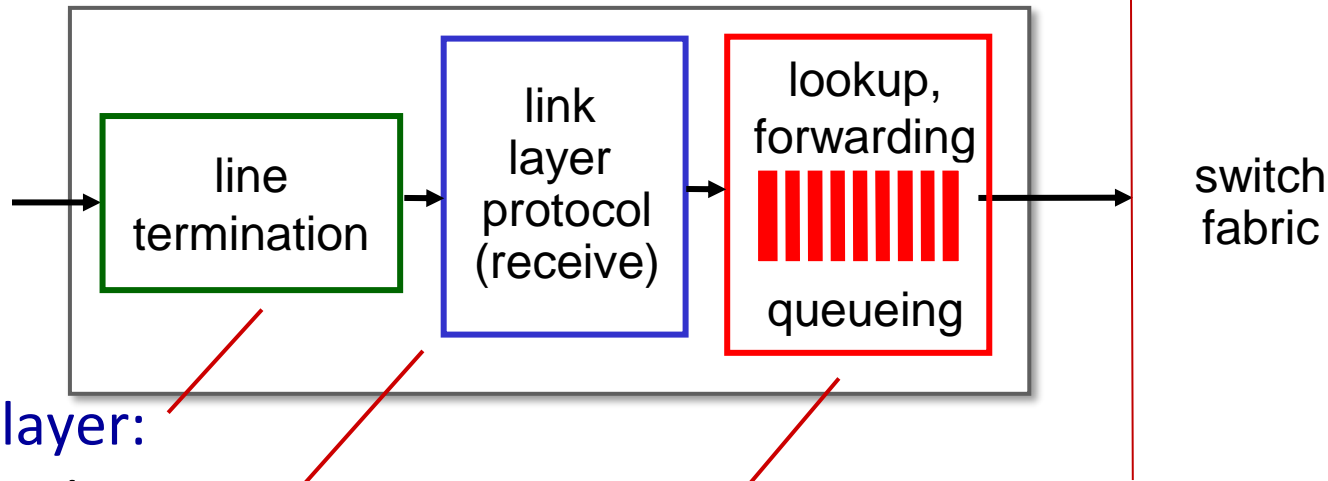 line
termination
link
layer
protocol
(receive)
lookup,
forwarding
queueing
switch
fabric
layer: